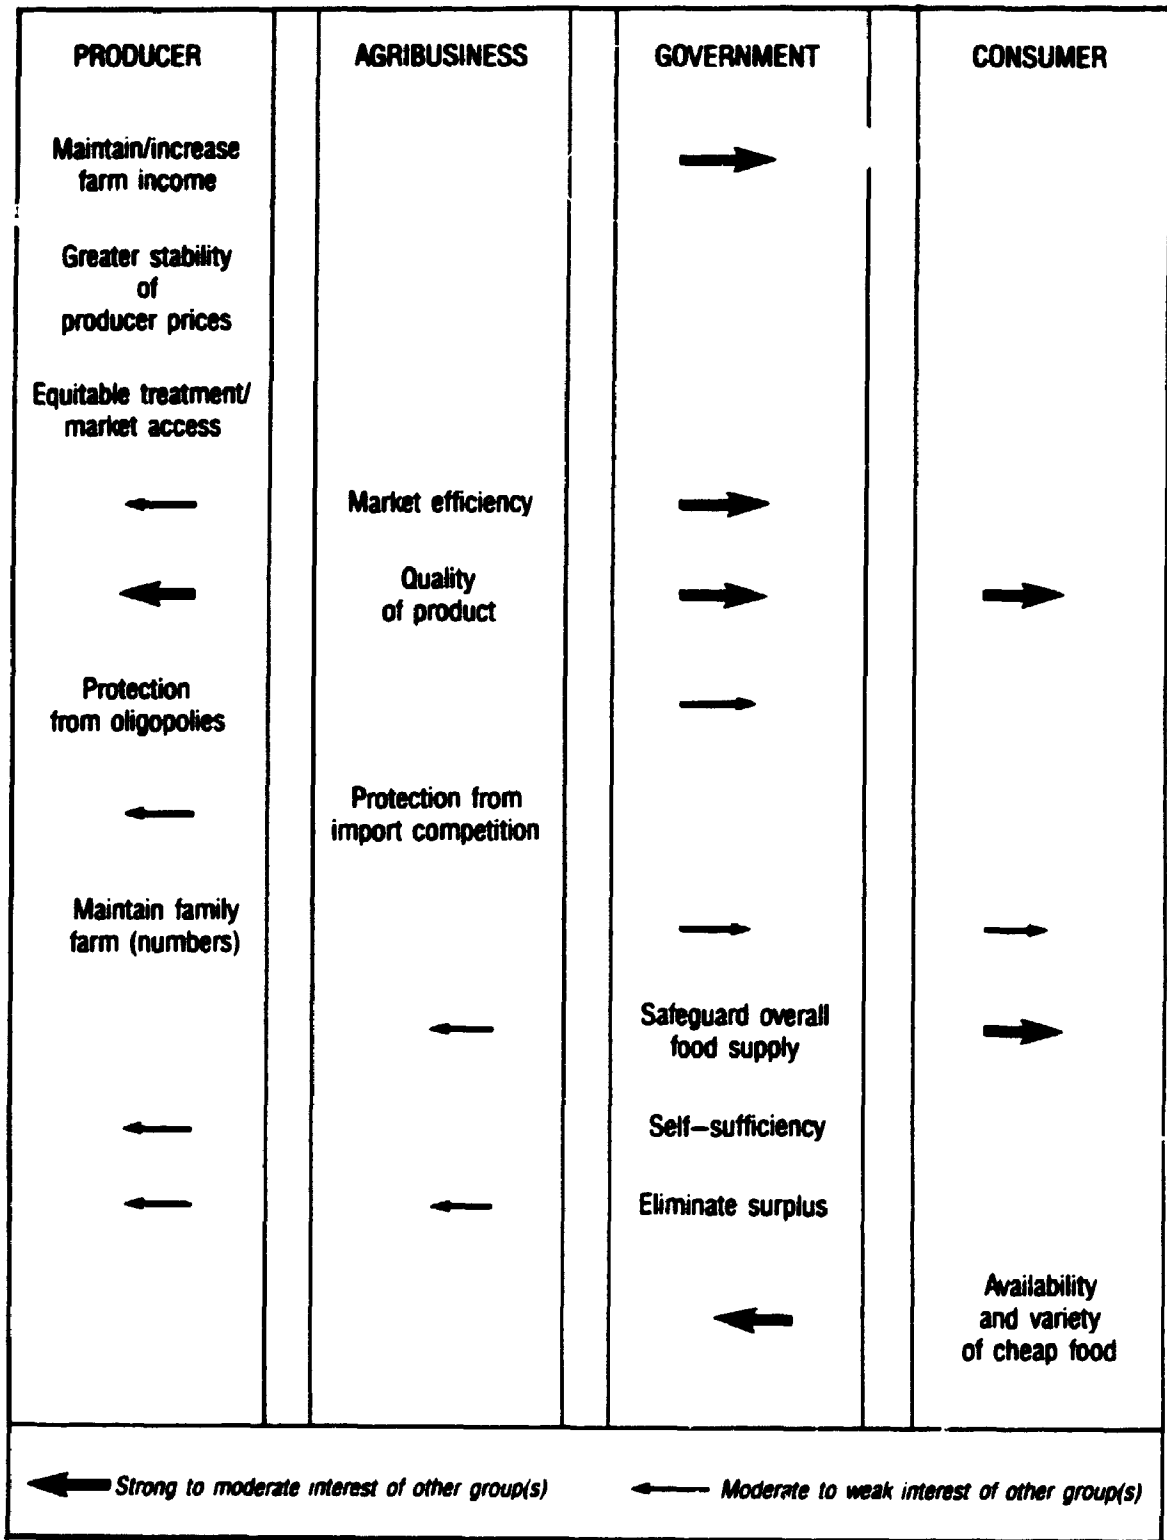 PRODUCER
AGRIBUSINESS
GOVERNMENT
CONSUMER
Maintain/increase
farm income
Greater stability
of
producer prices
Equitable treatment/
market access
Market efficiency
Quality
of product
Protection
from oligopolies
Protection from
import competition
Maintain family
farm (numbers)
Safeguard overall
food supply
Self-sufficiency
Eliminate surplus
Availability
and variety
of cheap food
Strong to moderate interest of other group(s)
Moderate to weak interest of other group(s)